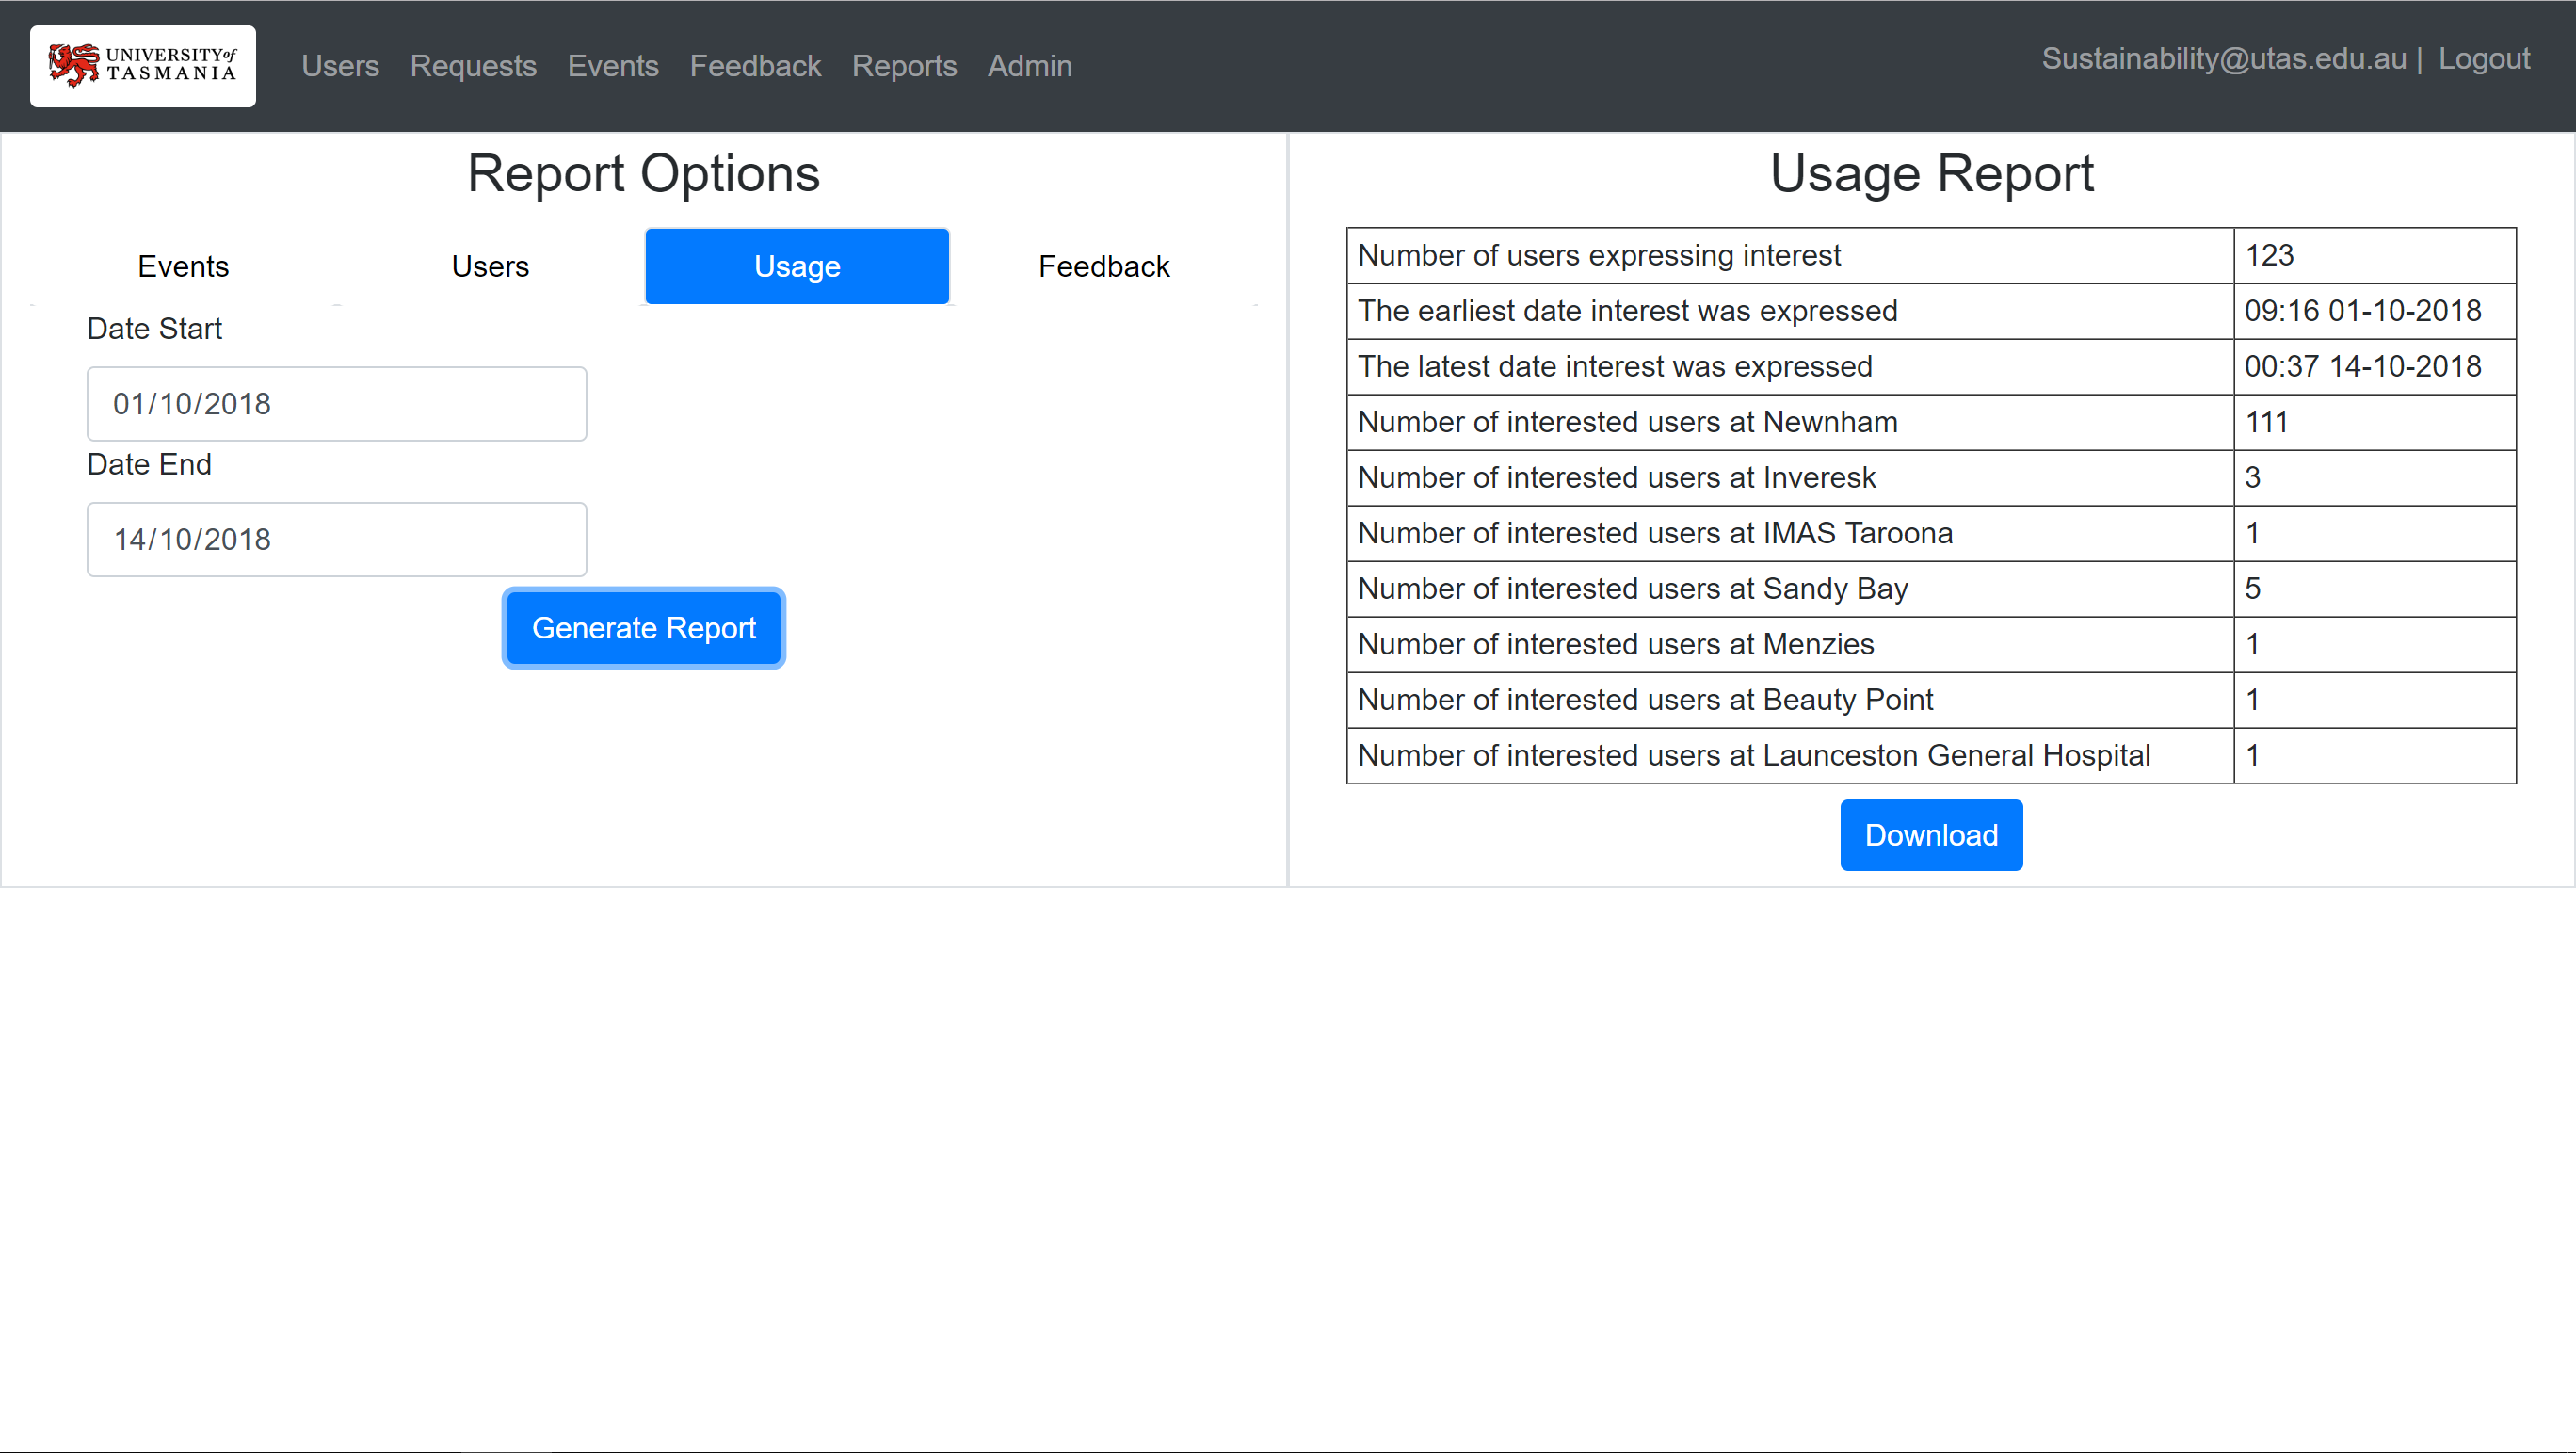 UNIVERSITY of
TASMANIA
Users Requests Events Feedback Reports Admin
Sustainability@utas.edu.au | Logout
Report Options
Events Users Usage Feedback
Date Start
01/10/2018
Date End
14/10/2018
Generate Report
Usage Report
Number of users expressing interest 123
The earliest date interest was expressed 09:16 01-10-2018
The latest date interest was expressed 00:37 14-10-2018
Number of interested users at Newnham 111
Number of interested users at Inveresk 3
Number of interested users at IMAS Taroona 1
Number of interested users at Sandy Bay 5
Number of interested users at Menzies 1
Number of interested users at Beauty Point 1
Number of interested users at Launceston General Hospital 1
Download